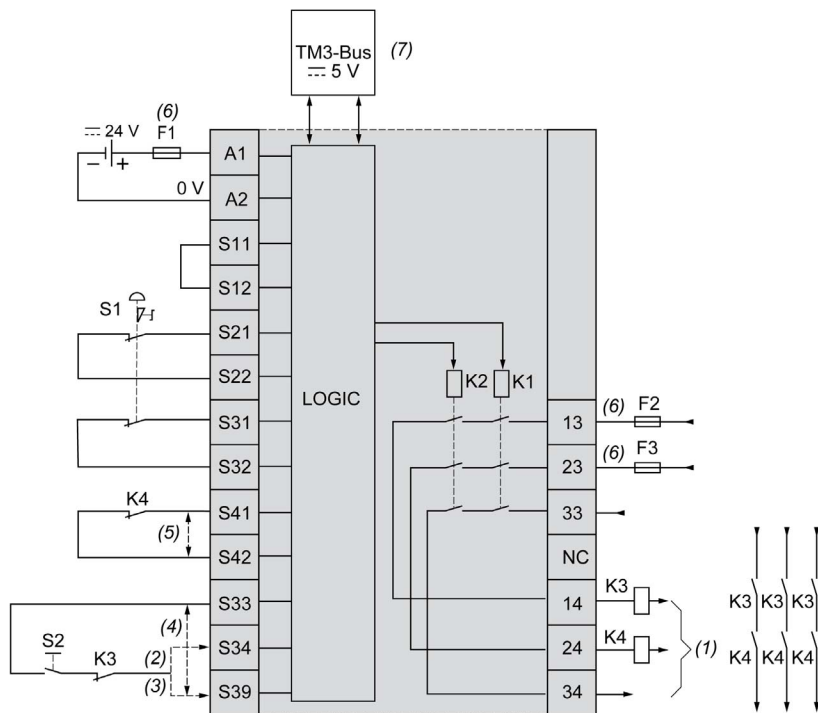 TM3-Bus
5 V
(7)
24 V
(6)
F1
– +
0 V
A1
A2
S11
S12
S1
S21
S22
S31
S32
K4
S41
(5)
S42
S33
(4)
S2
K3
(2)
S34
(3)
S39
LOGIC
K2
K1
13
(6)
F2
23
(6)
F3
33
NC
14
K3
24
K4
34
(1)
K3 K3 K3
K4 K4 K4